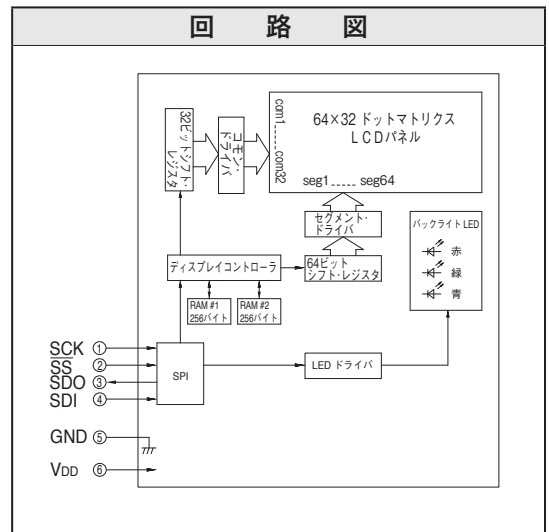 回 路 図
32ビットシフト・
レジスタ
コモン・
ドライバ
com1
com32
64×32 ドットマトリクス
LCDパネル
seg1_____ seg64
セグメント・
ドライバ
バックライト LED
赤
緑
青
ディスプレイコントローラ
64ビット
シフト・レジスタ
RAM #1
256バイト
RAM #2
256バイト
SCK ①
SS ②
SDO ③
SDI ④
SPI
LED ドライバ
GND ⑤
VDD ⑥